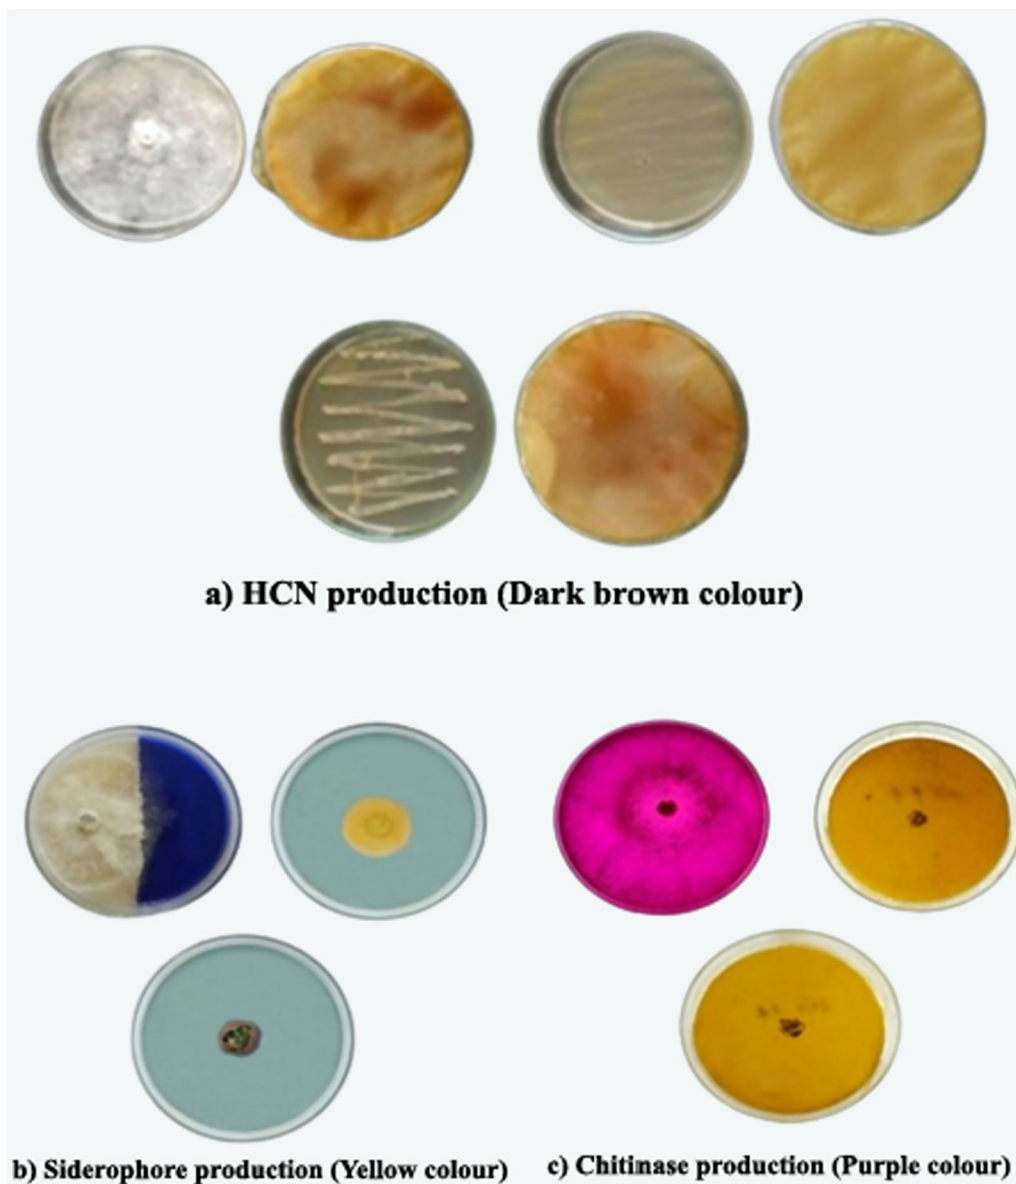 a) HCN production (Dark brown colour)
b) Siderophore production (Yellow colour)
c) Chitinase production (Purple colour)